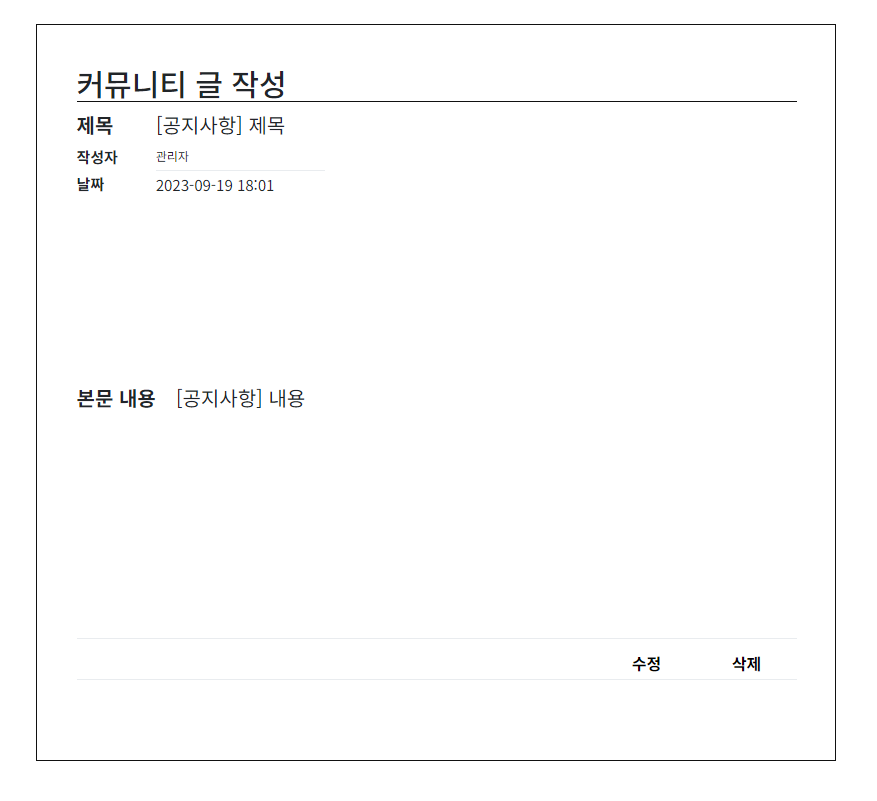 커뮤니티 글 작성
제목 [공지사항] 제목
작성자 관리자
날짜 2023-09-19 18:01
본문 내용 [공지사항] 내용
수정 삭제